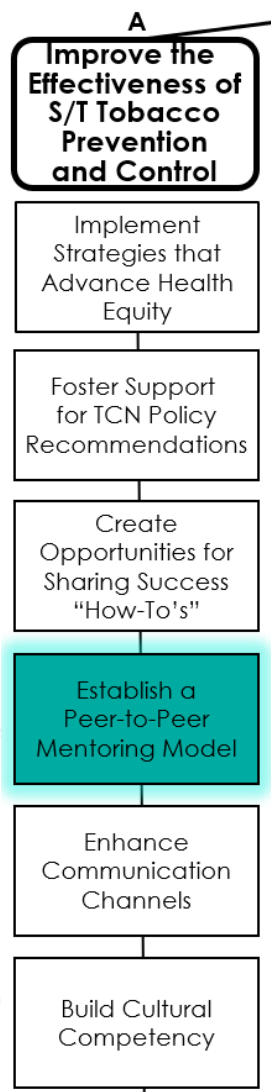 A
Improve the
Effectiveness of
S/T Tobacco
Prevention
and Control
Implement
Strategies that
Advance Health
Equity
Foster Support
for TCN Policy
Recommendations
Create
Opportunities for
Sharing Success
“How-To’s”
Establish a
Peer-to-Peer
Mentoring Model
Enhance
Communication
Channels
Build Cultural
Competency